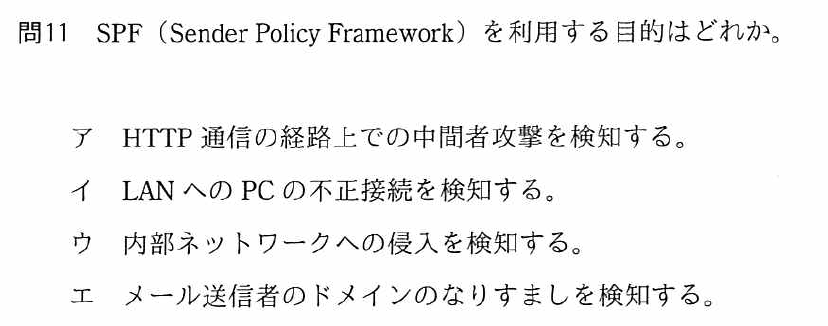 問11 SPF（Sender Policy Framework）を利用する目的はどれか。
ア HTTP 通信の経路上での中間者攻撃を検知する。
イ LAN への PC の不正接続を検知する。
ウ 内部ネットワークへの侵入を検知する。
エ メール送信者のドメインのなりすましを検知する。